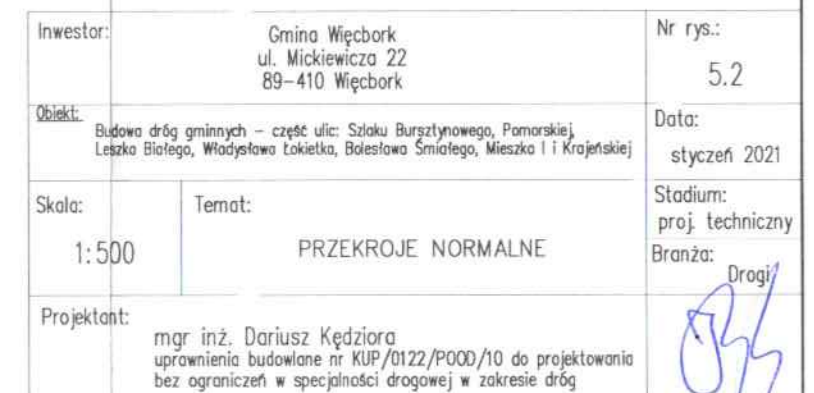 Inwestor:
Gmina Więcbork
ul. Mickiewicza 22
89-410 Więcbork
Nr rys.:
5.2
Obiekt:
Budowa dróg gminnych – część ulic: Szlaku Bursztynowego, Pomorskiej,
Leszka Białego, Władysława Łokietka, Bolesława Śmiałego, Mieszka I i Krajeńskiej
Data:
styczeń 2021
Skala:
1:500
Temat:
PRZEKROJE NORMALNE
Stadium:
proj. techniczny
Branża:
Drogi
Projektant:
mgr inż. Dariusz Kędziora
uprawnienia budowlane nr KUP/0122/POOD/10 do projektowania
bez ograniczeń w specjalności drogowej w zakresie dróg